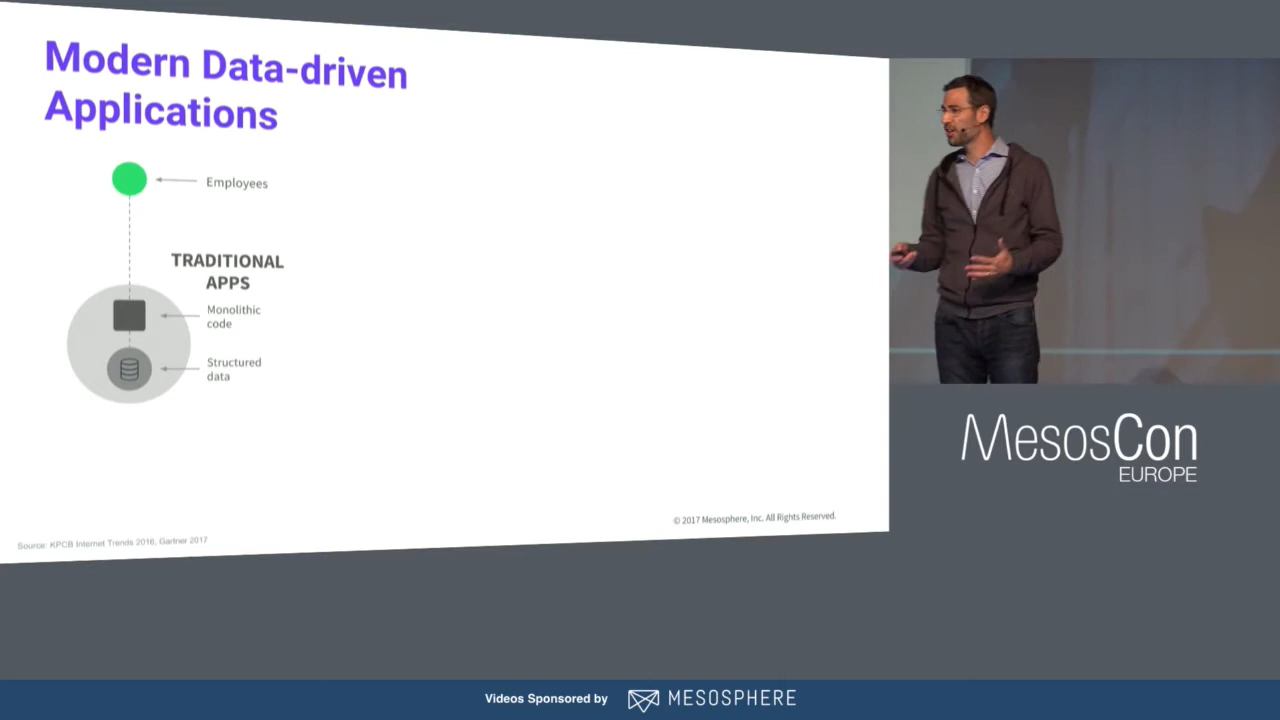 Modern Data-driven
Applications
Employees
TRADITIONAL
APPS
Monolithic
code
Structured
data
© 2017 Mesosphere, Inc. All Rights Reserved.
Source: KPCB Internet Trends 2016, Gartner 2017
MesosCon
EUROPE
Videos Sponsored by MESOSPHERE